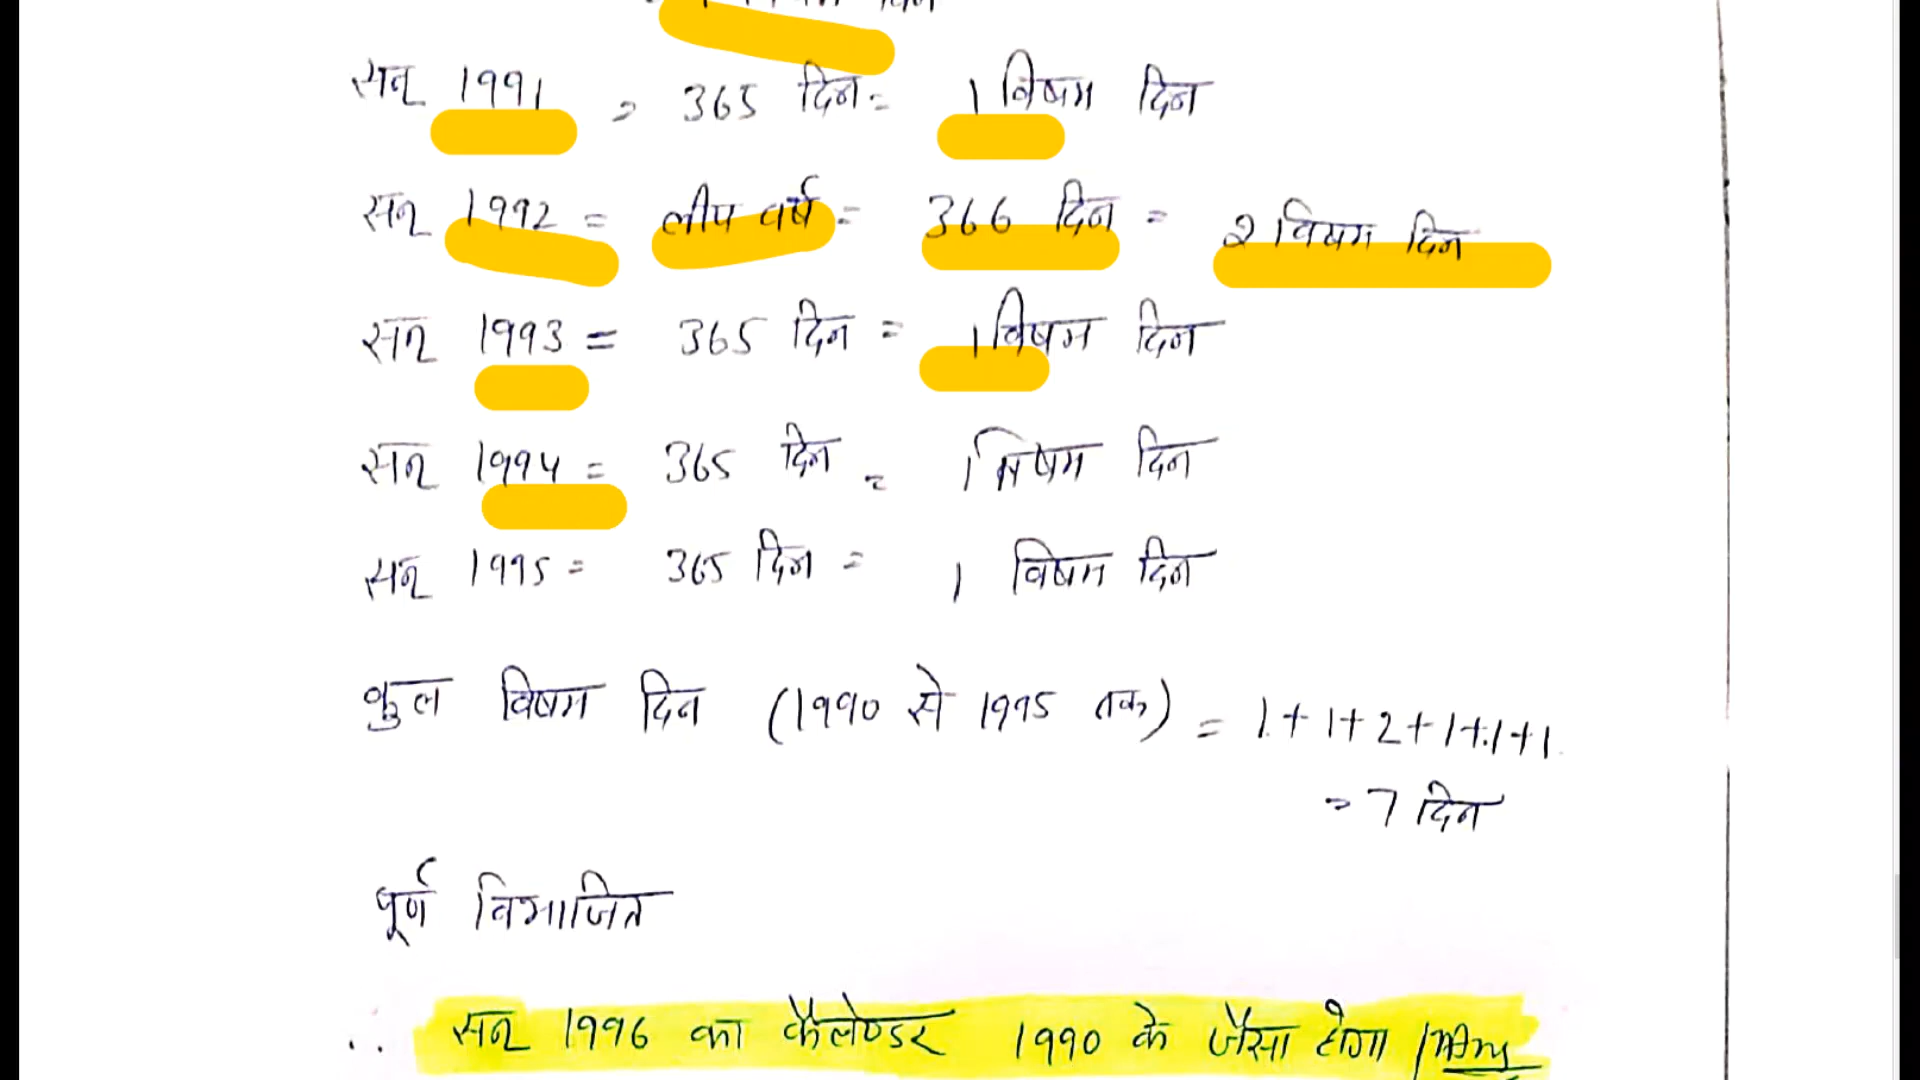 सन् 1991 = 365 दिन = 1 विषम दिन
सन् 1992 = लीप वर्ष = 366 दिन = 2 विषम दिन
सन् 1993 = 365 दिन = 1 विषम दिन
सन् 1994 = 365 दिन = 1 विषम दिन
सन् 1995 = 365 दिन = 1 विषम दिन
कुल विषम दिन (1990 से 1995 तक) = 1 + 1 + 2 + 1 + 1 + 1
= 7 दिन
पूर्ण विभाजित
∴ सन् 1996 का कैलेण्डर 1990 के जैसा होगा । Ans